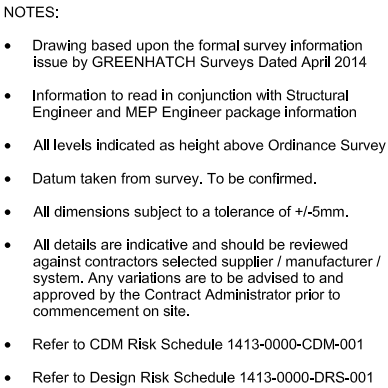 NOTES:
• Drawing based upon the formal survey information
issue by GREENHATCH Surveys Dated April 2014
• Information to read in conjunction with Structural
Engineer and MEP Engineer package information
• All levels indicated as height above Ordinance Survey
• Datum taken from survey. To be confirmed.
• All dimensions subject to a tolerance of +/-5mm.
• All details are indicative and should be reviewed
against contractors selected supplier / manufacturer /
system. Any variations are to be advised to and
approved by the Contract Administrator prior to
commencement on site.
• Refer to CDM Risk Schedule 1413-0000-CDM-001
• Refer to Design Risk Schedule 1413-0000-DRS-001